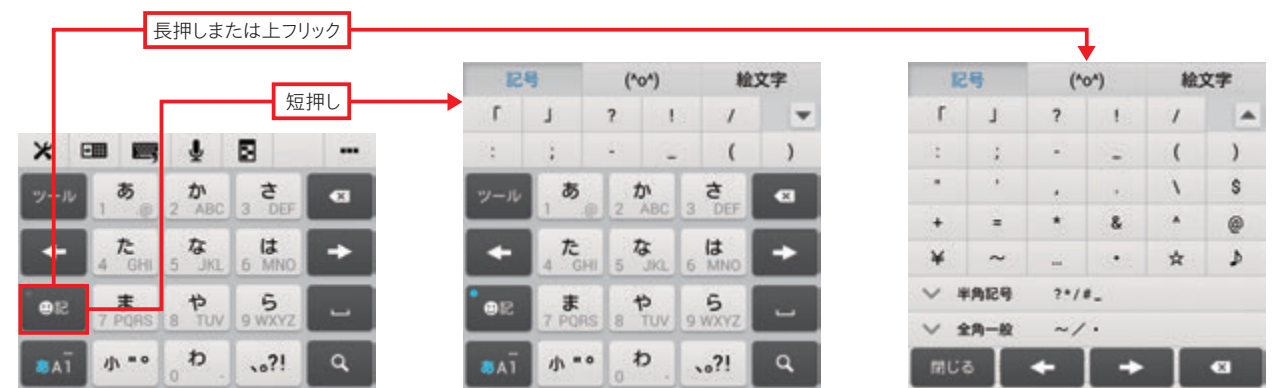 長押しまたは上フリック
短押し
ツール
あ
1 .@
か
2 ABC
さ
3 DEF
た
4 GHI
な
5 JKL
は
6 MNO
記
ま
7 PQRS
や
8 TUV
ら
9 WXYZ
あA1
小 ゛゜
わ
0 .
、。?!
記号 (^o^) 絵文字
「 」 ? ! /
: ; - _ ( )
ツール
あ
1 .@
か
2 ABC
さ
3 DEF
た
4 GHI
な
5 JKL
は
6 MNO
記
ま
7 PQRS
や
8 TUV
ら
9 WXYZ
あA1
小 ゛゜
わ
0 .
、。?!
記号 (^o^) 絵文字
「 」 ? ! /
: ; - _ ( )
" ' , . \ $
+ = * & ^ @
¥ ~ … ・ ☆ ♪
半角記号 ?*/#_
全角一般 ~/・
閉じる